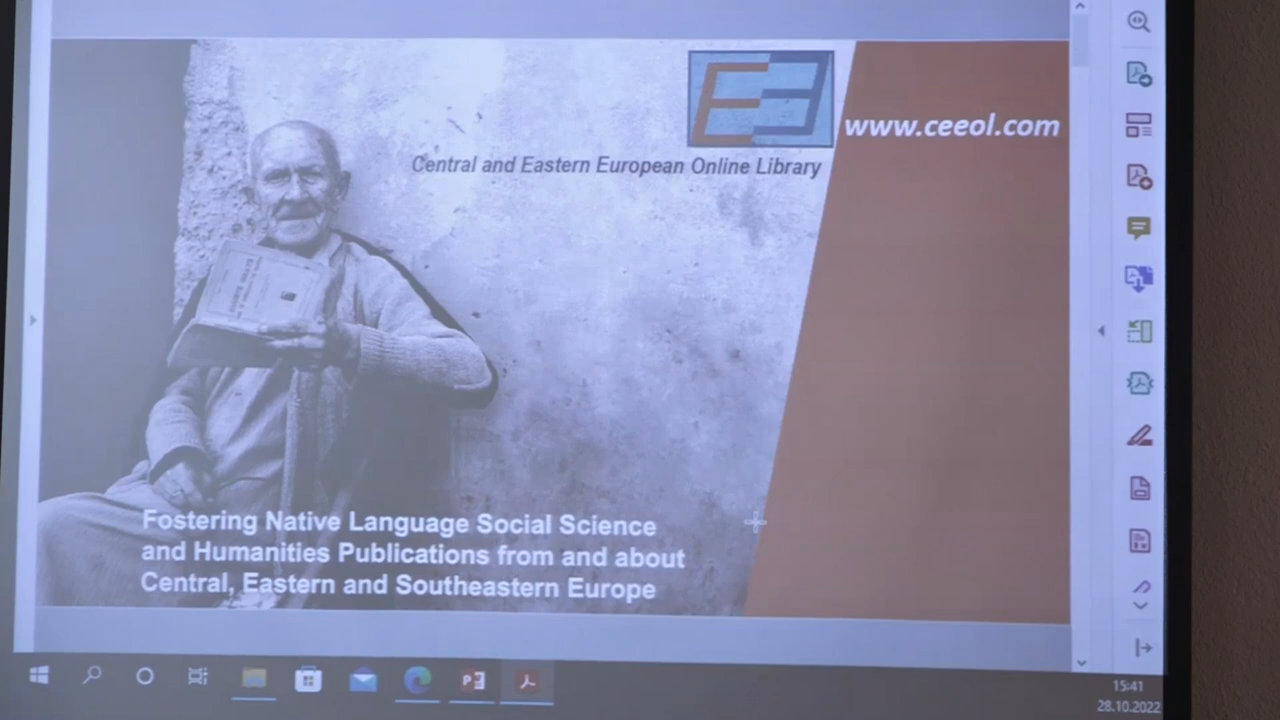 www.ceeol.com
Central and Eastern European Online Library
Fostering Native Language Social Science
and Humanities Publications from and about
Central, Eastern and Southeastern Europe
15:41
28.10.2022